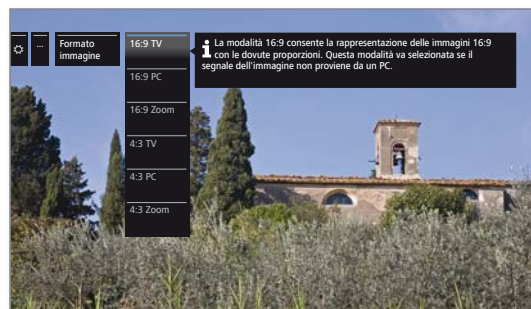 ...
Formato
immagine
16:9 TV
16:9 PC
16:9 Zoom
4:3 TV
4:3 PC
4:3 Zoom
i La modalità 16:9 consente la rappresentazione delle immagini 16:9
con le dovute proporzioni. Questa modalità va selezionata se il
segnale dell'immagine non proviene da un PC.